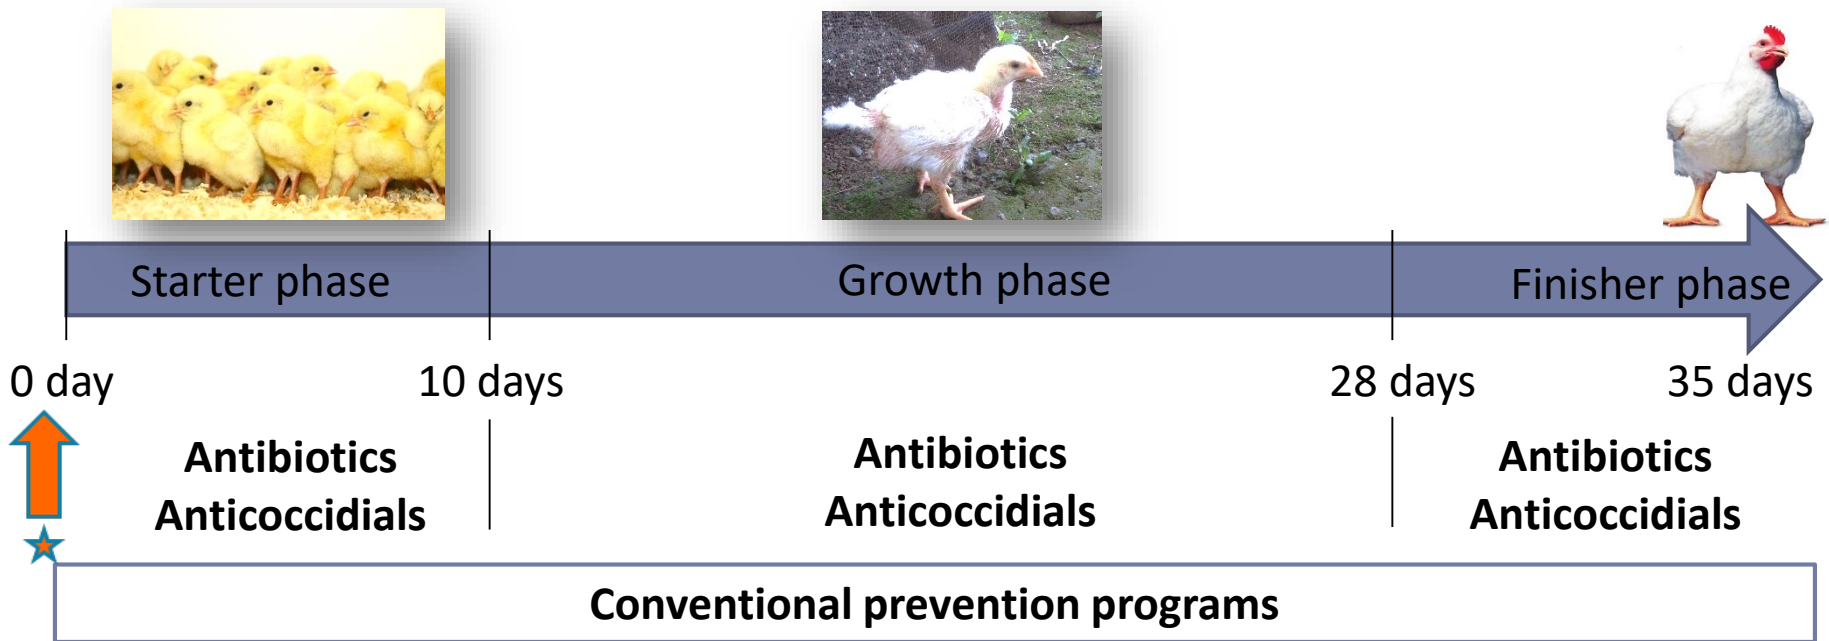 Starter phase
Growth phase
Finisher phase
0 day
10 days
28 days
35 days
Antibiotics
Anticoccidials
Antibiotics
Anticoccidials
Antibiotics
Anticoccidials
Conventional prevention programs